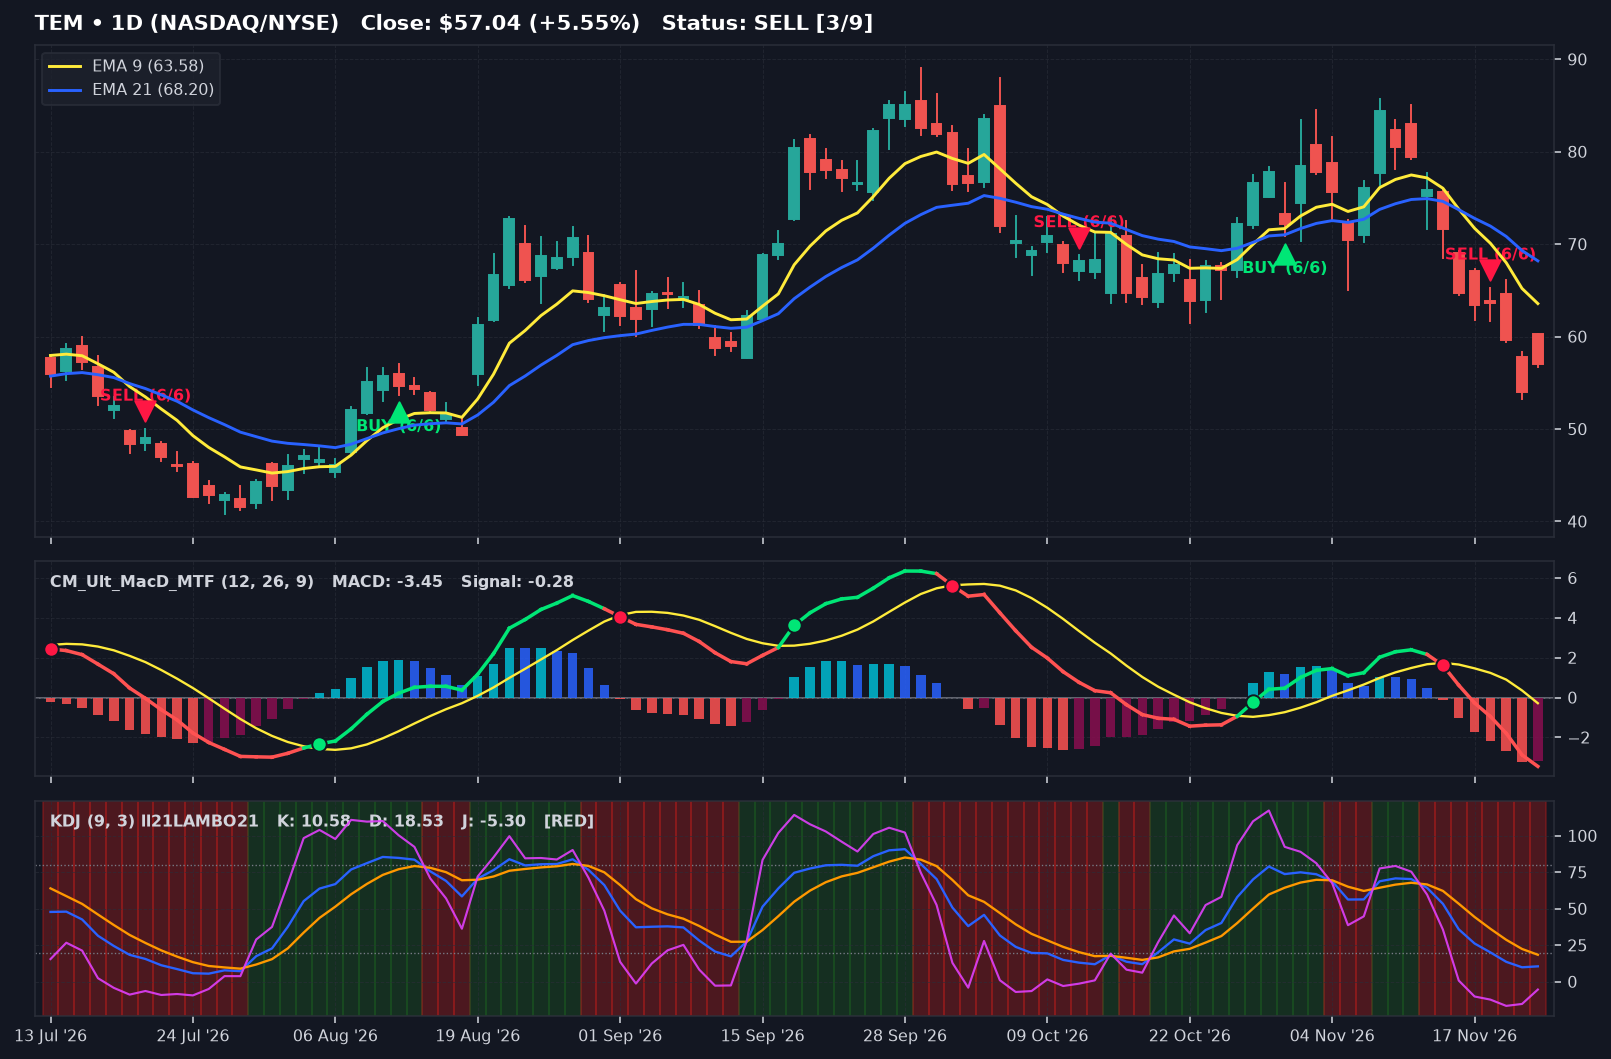 TEM • 1D (NASDAQ/NYSE)   Close: $57.04 (+5.55%)   Status: SELL [3/9]
EMA 9 (63.58)
EMA 21 (68.20)
90
80
70
60
50
40
SELL (6/6)
BUY (6/6)
SELL (6/6)
BUY (6/6)
SELL (6/6)
CM_Ult_MacD_MTF (12, 26, 9)   MACD: -3.45   Signal: -0.28
6
4
2
0
−2
KDJ (9, 3) II21LAMBO21   K: 10.58   D: 18.53   J: -5.30   [RED]
100
75
50
25
0
13 Jul '26
24 Jul '26
06 Aug '26
19 Aug '26
01 Sep '26
15 Sep '26
28 Sep '26
09 Oct '26
22 Oct '26
04 Nov '26
17 Nov '26